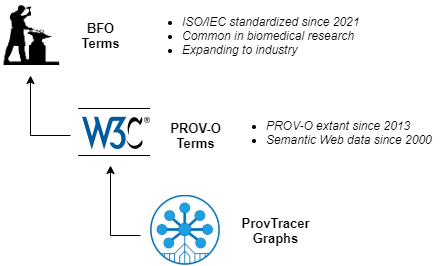 BFO
Terms
• ISO/IEC standardized since 2021
• Common in biomedical research
• Expanding to industry
W3C®
PROV-O
Terms
• PROV-O extant since 2013
• Semantic Web data since 2000
ProvTracer
Graphs